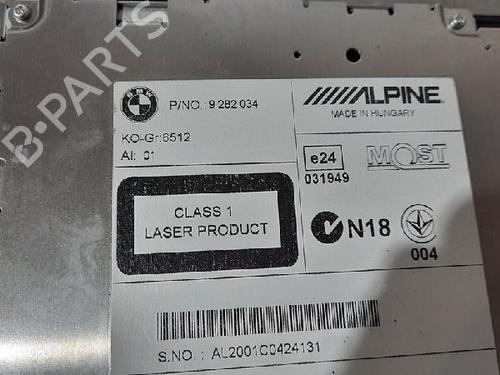 B-PARTS
BMW
P/NO.: 9 282 034
KO-Gr:6512
AI: 01
CLASS 1
LASER PRODUCT
ALPINE
MADE IN HUNGARY
e24
031949
MOST
N18
004
S.NO. : AL2001C0424131